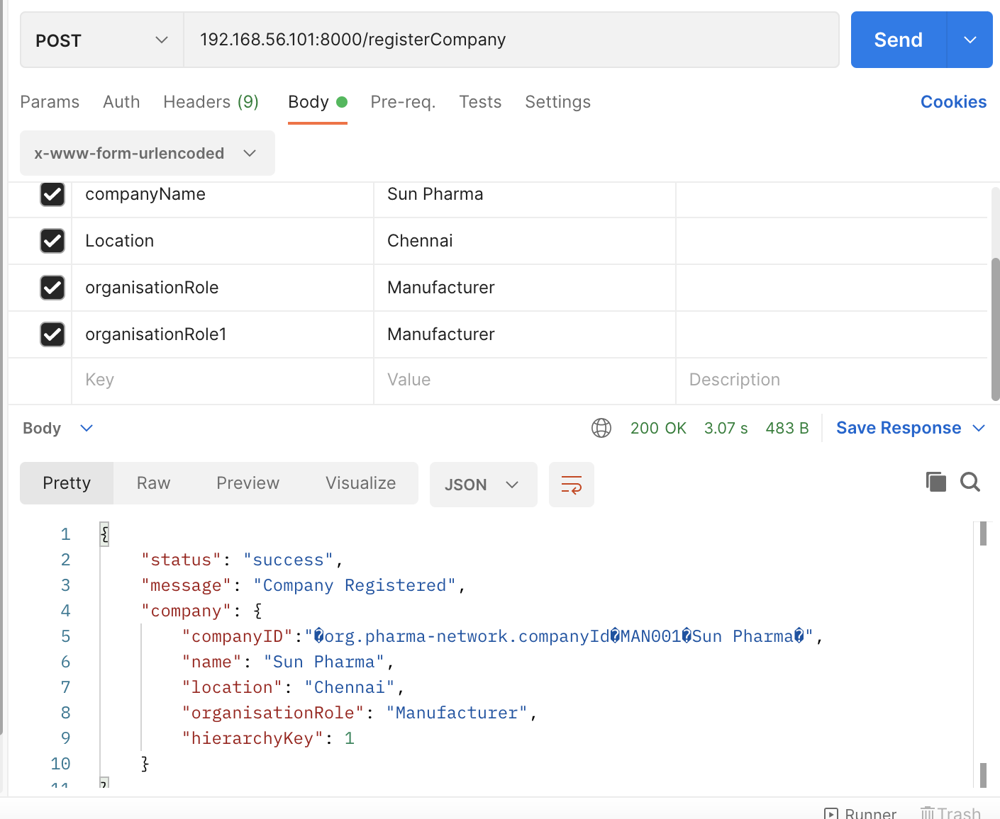 POST 192.168.56.101:8000/registerCompany Send
Params Auth Headers (9) Body Pre-req. Tests Settings Cookies
x-www-form-urlencoded
companyName Sun Pharma
Location Chennai
organisationRole Manufacturer
organisationRole1 Manufacturer
Key Value Description
Body 200 OK 3.07 s 483 B Save Response
Pretty Raw Preview Visualize JSON
1 {
2 "status": "success",
3 "message": "Company Registered",
4 "company": {
5 "companyID":"�org.pharma-network.companyId�MAN001�Sun Pharma�",
6 "name": "Sun Pharma",
7 "location": "Chennai",
8 "organisationRole": "Manufacturer",
9 "hierarchyKey": 1
10 }
11 }
Runner Trash